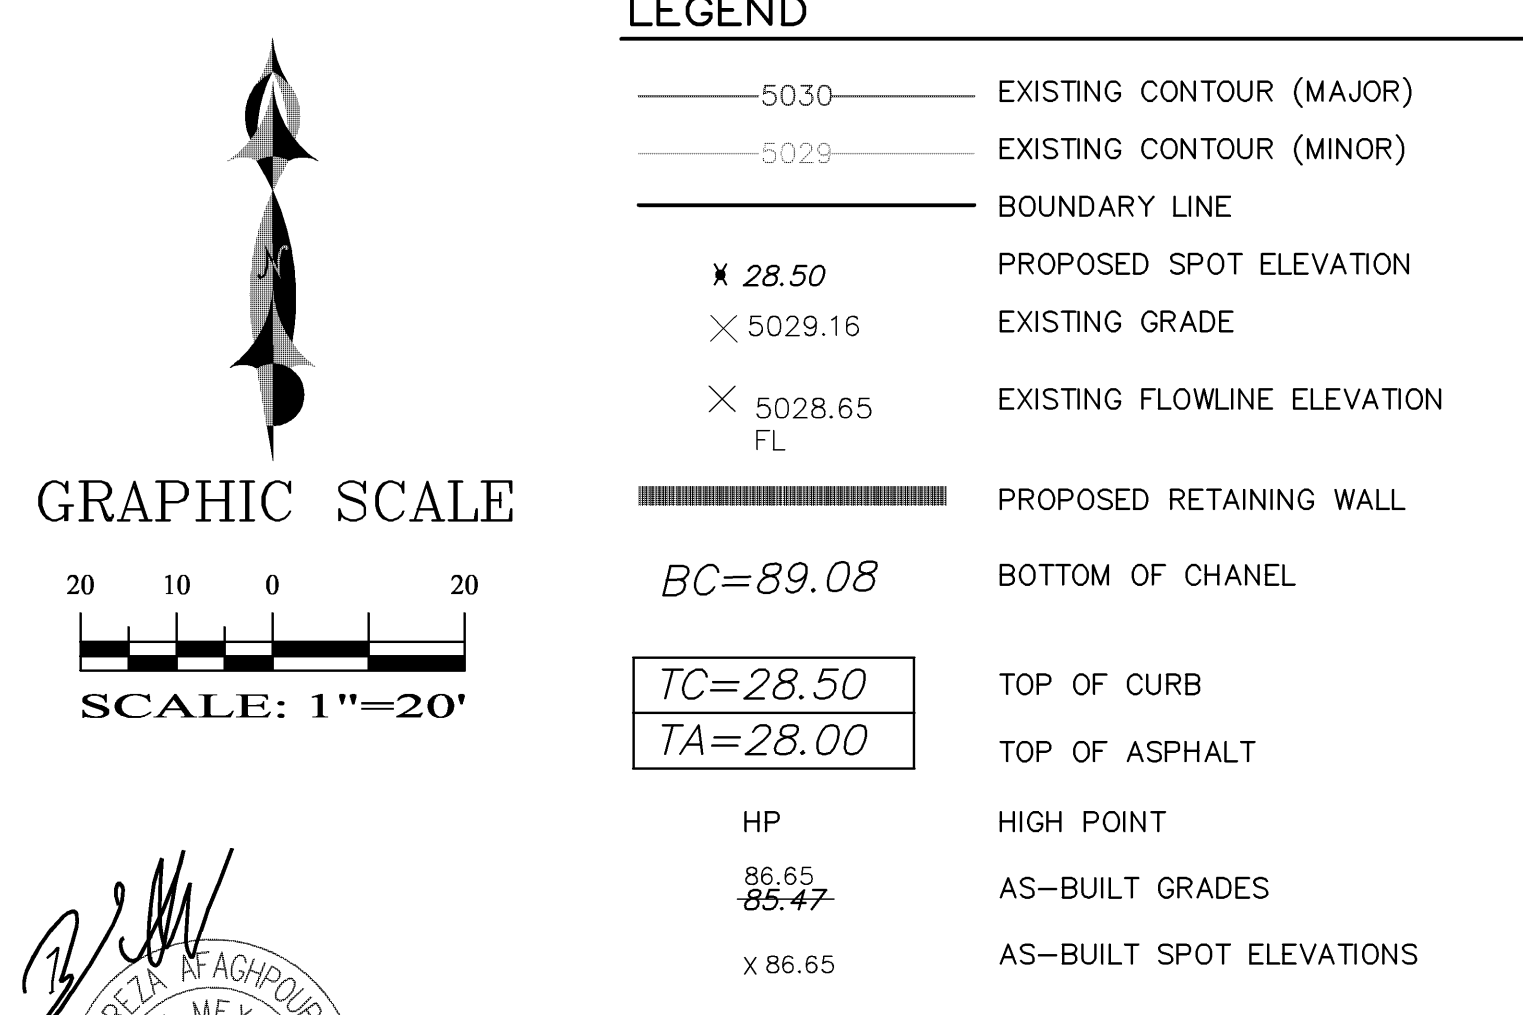 LEGEND
5030 EXISTING CONTOUR (MAJOR)
5029 EXISTING CONTOUR (MINOR)
BOUNDARY LINE
28.50 PROPOSED SPOT ELEVATION
5029.16 EXISTING GRADE
5028.65 EXISTING FLOWLINE ELEVATION
FL
PROPOSED RETAINING WALL
BC=89.08 BOTTOM OF CHANEL
TC=28.50 TOP OF CURB
TA=28.00 TOP OF ASPHALT
HP HIGH POINT
86.65
85.47 AS-BUILT GRADES
X 86.65 AS-BUILT SPOT ELEVATIONS
N
GRAPHIC SCALE
20 10 0 20
SCALE: 1"=20'
REZA AFAGHPOUR
MEX